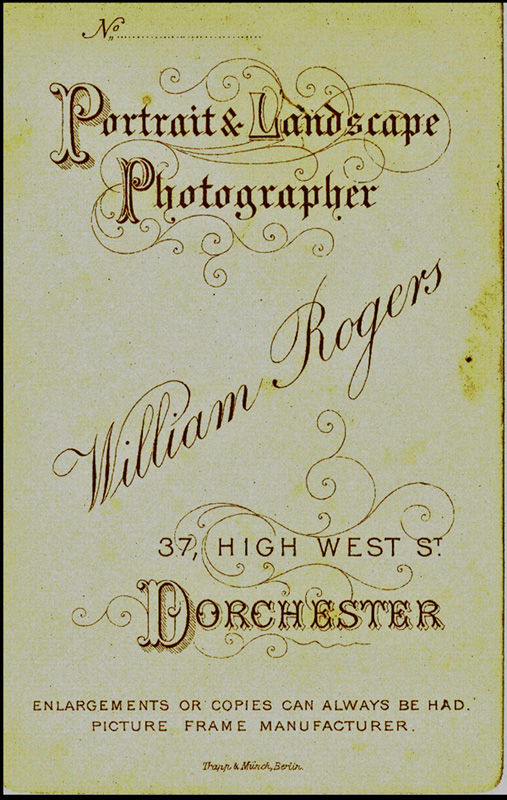 No..............................
Portrait & Landscape
Photographer
William Rogers
37, HIGH WEST ST.
DORCHESTER
ENLARGEMENTS OR COPIES CAN ALWAYS BE HAD.
PICTURE FRAME MANUFACTURER.
Trapp & Münch, Berlin.